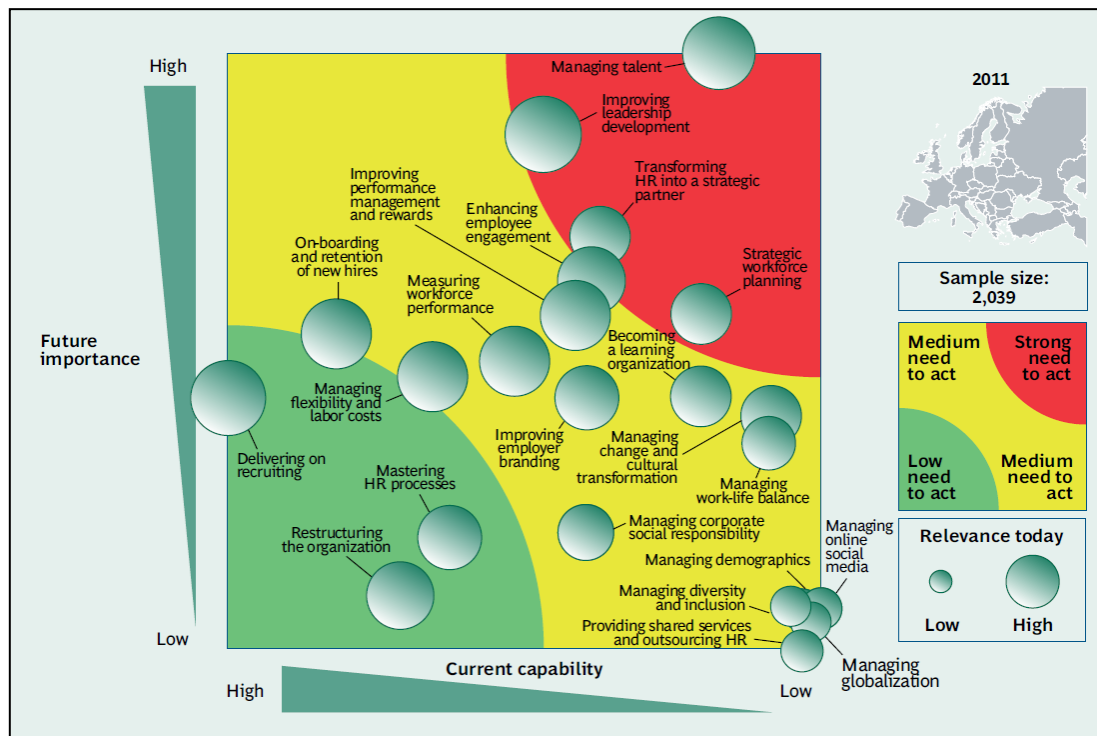 High
Future
importance
Low
Managing talent
Improving
leadership
development
Improving
performance
management
and rewards
Transforming
HR into a strategic
partner
Enhancing
employee
engagement
On-boarding
and retention
of new hires
Measuring
workforce
performance
Strategic
workforce
planning
Becoming
a learning
organization
Managing
flexibility and
labor costs
Delivering on
recruiting
Improving
employer
branding
Managing
change and
cultural
transformation
Managing
work-life balance
Mastering
HR processes
Restructuring
the organization
Managing corporate
social responsibility
Managing demographics
Managing
online
social
media
Managing diversity
and inclusion
Providing shared services
and outsourcing HR
Managing
globalization
Current capability
High
Low
2011
Sample size:
2,039
Medium
need
to act
Strong
need
to act
Low
need
to act
Medium
need to
act
Relevance today
Low
High